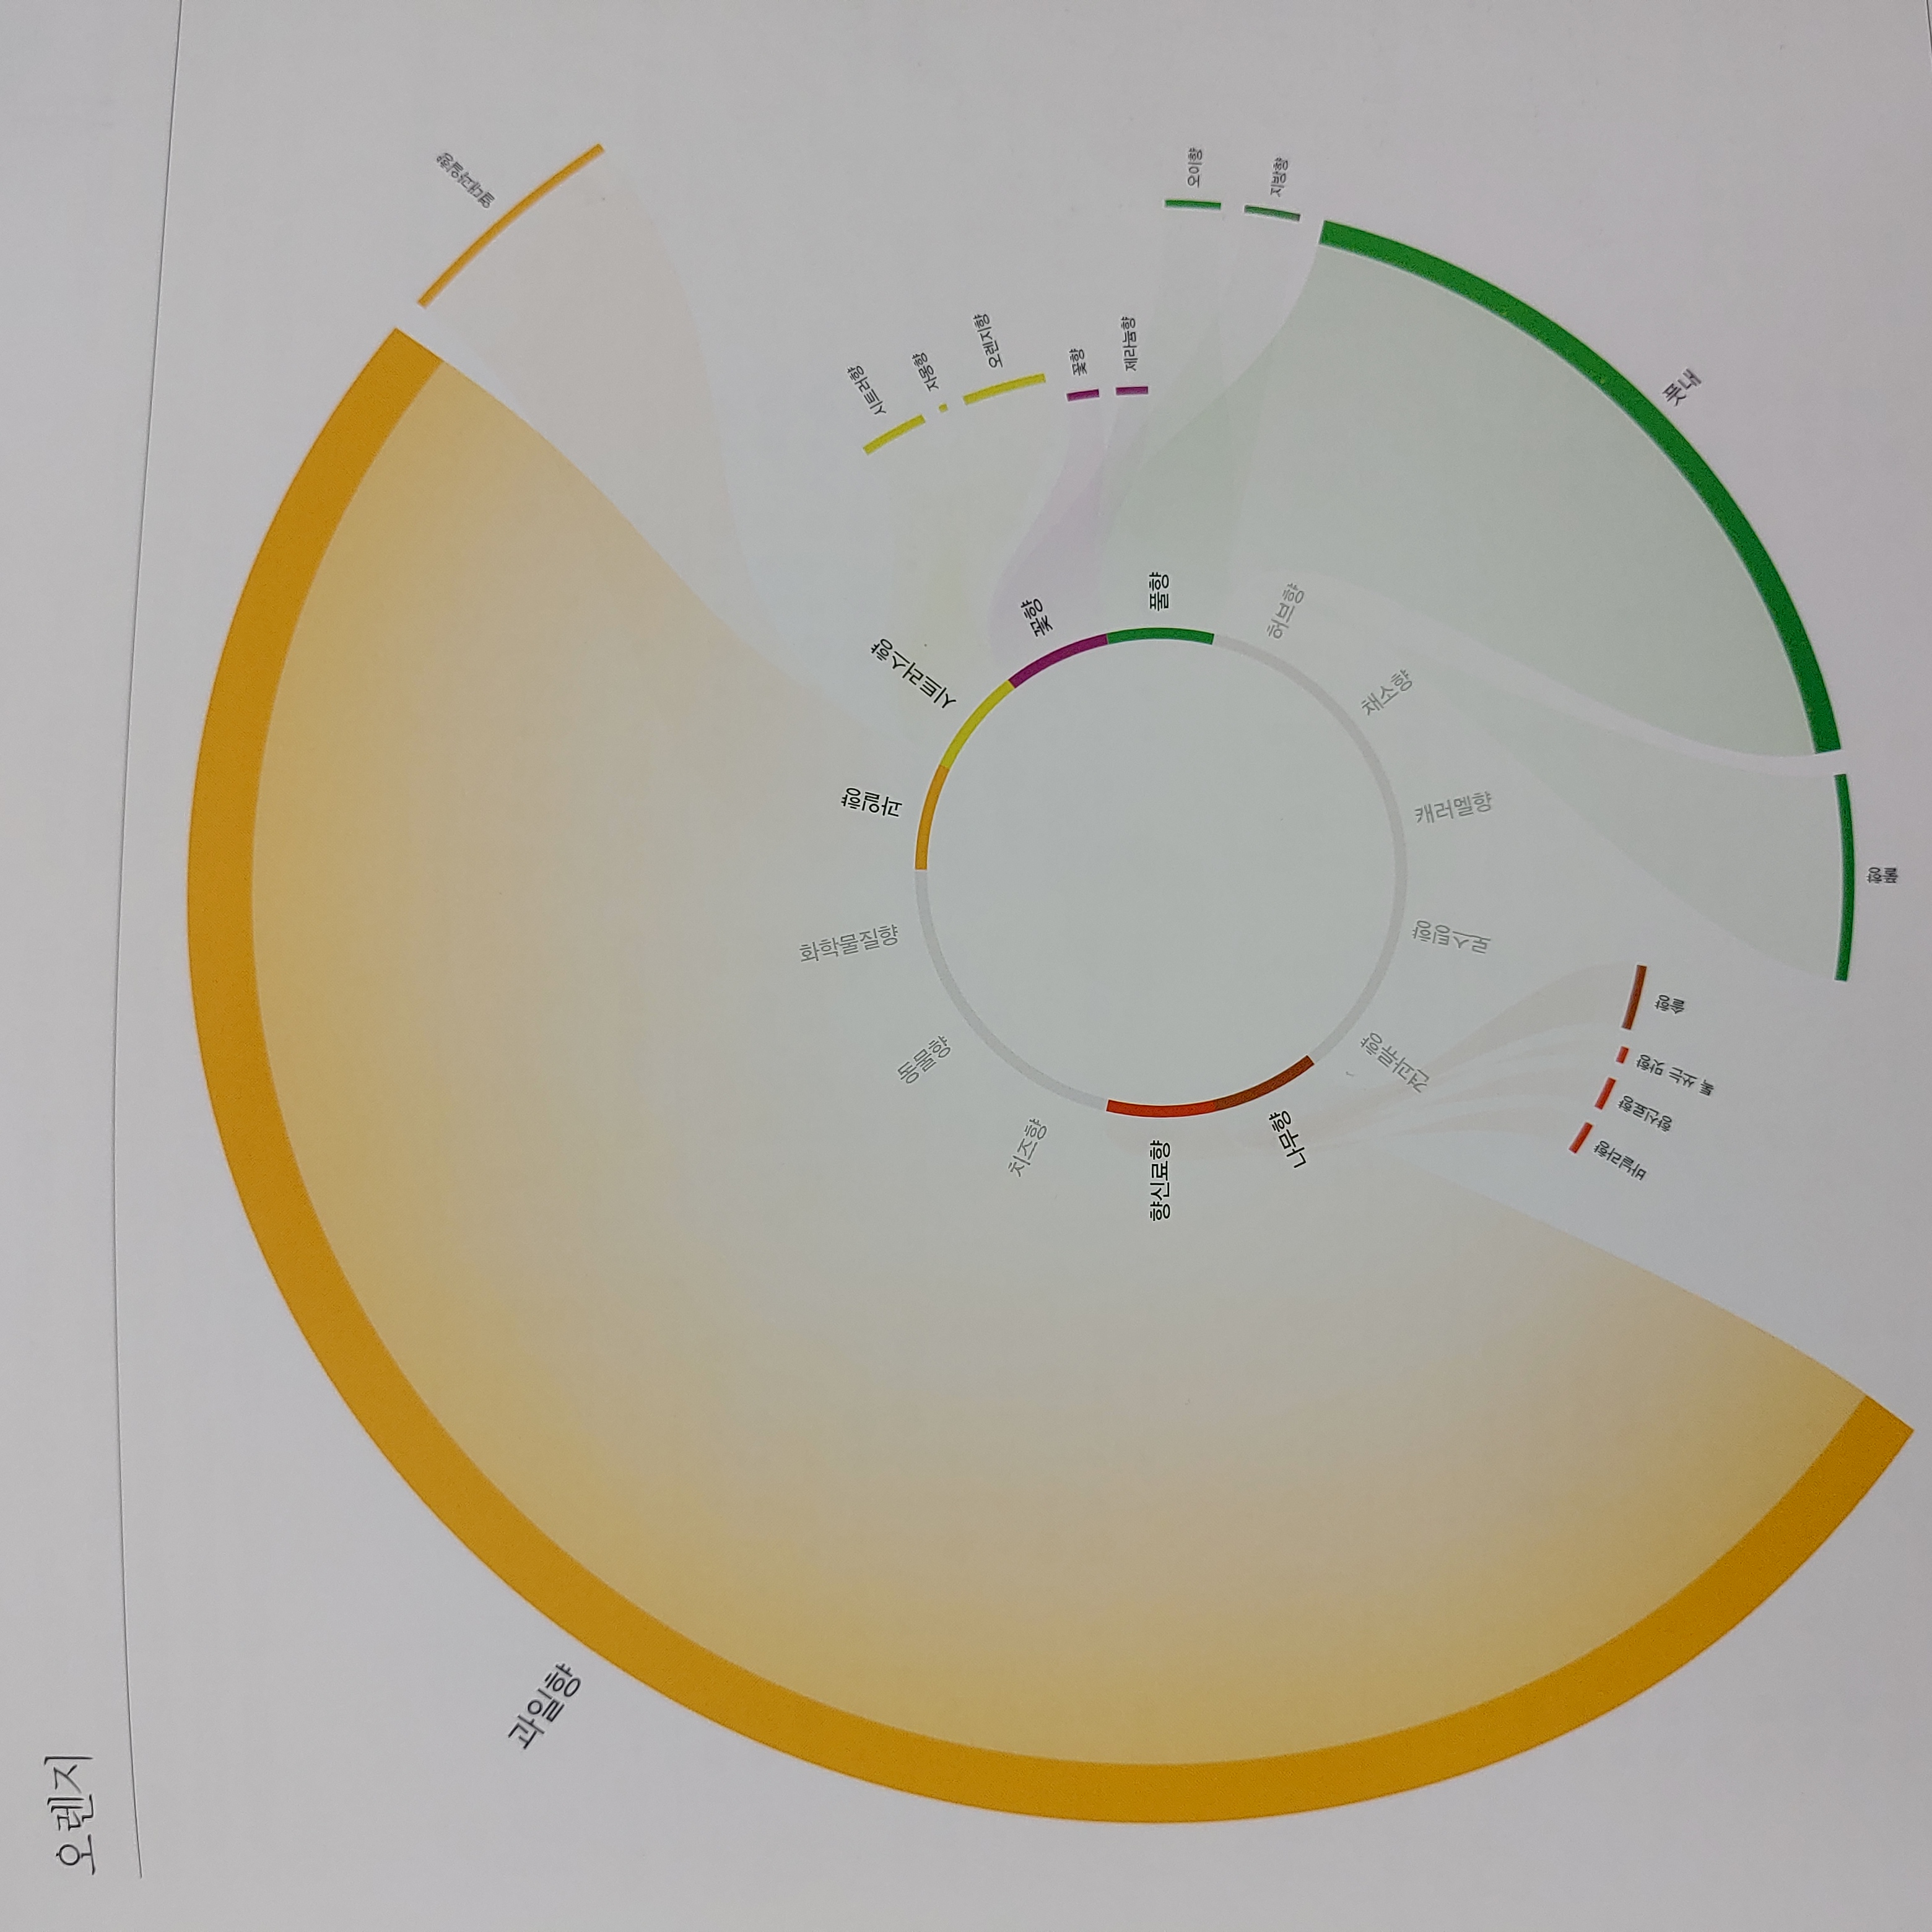 오렌지
과일향
열대과일향
화학물질향
과일향
시트러스향
동물향
꽃향
치즈향
풀향
향신료향
허브향
나무향
채소향
견과류향
캐러멜향
로스팅향
시트러향
자몽향
오렌지향
꽃향
제라늄향
오이향
지방향
풋내
풀향
솔향
톡 쏘는 맛향
향신료향
바닐라향